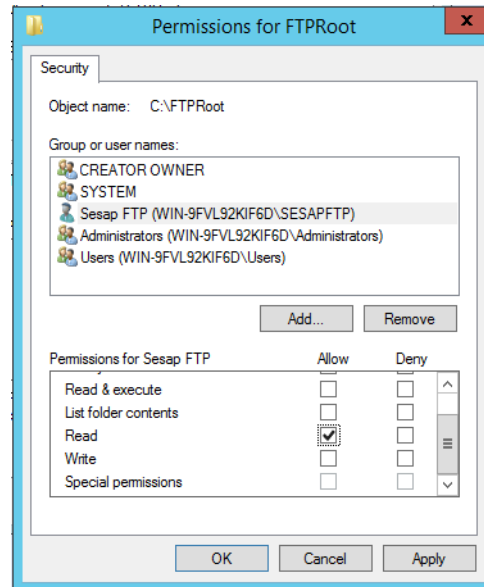 Permissions for FTPRoot
x
Security
Object name: C:\FTPRoot
Group or user names:
CREATOR OWNER
SYSTEM
Sesap FTP (WIN-9FVL92KIF6D\SESAPFTP)
Administrators (WIN-9FVL92KIF6D\Administrators)
Users (WIN-9FVL92KIF6D\Users)
Add... Remove
Permissions for Sesap FTP Allow Deny
Read & execute
List folder contents
Read
Write
Special permissions
OK Cancel Apply